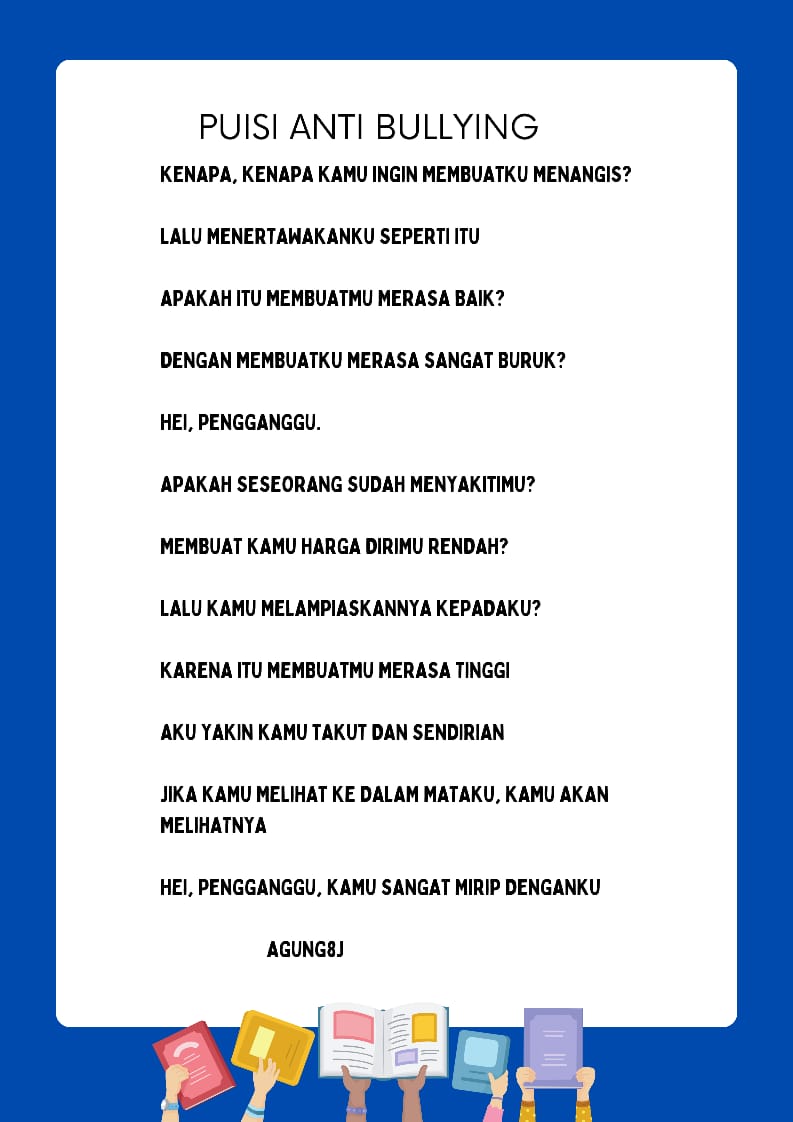 PUISI ANTI BULLYING
KENAPA, KENAPA KAMU INGIN MEMBUATKU MENANGIS?
LALU MENERTAWAKANKU SEPERTI ITU
APAKAH ITU MEMBUATMU MERASA BAIK?
DENGAN MEMBUATKU MERASA SANGAT BURUK?
HEI, PENGGANGGU.
APAKAH SESEORANG SUDAH MENYAKITIMU?
MEMBUAT KAMU HARGA DIRIMU RENDAH?
LALU KAMU MELAMPIASKANNYA KEPADAKU?
KARENA ITU MEMBUATMU MERASA TINGGI
AKU YAKIN KAMU TAKUT DAN SENDIRIAN
JIKA KAMU MELIHAT KE DALAM MATAKU, KAMU AKAN
MELIHATNYA
HEI, PENGGANGGU, KAMU SANGAT MIRIP DENGANKU
AGUNG8J